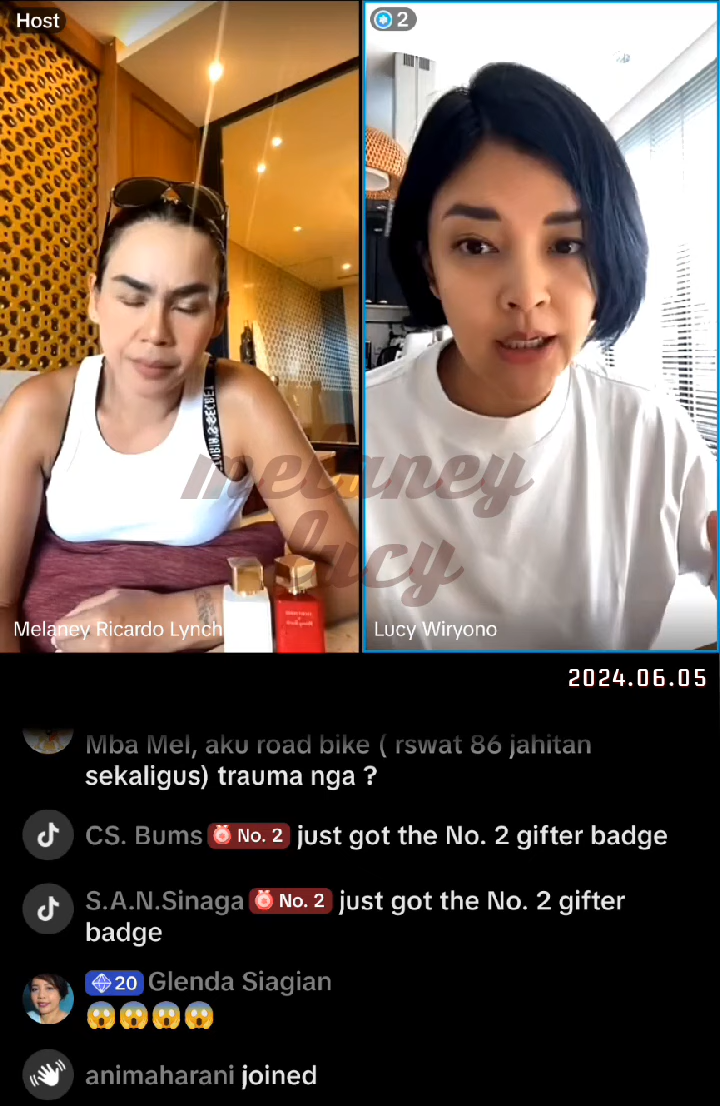 Host
2
melaney
lucy
Melaney Ricardo Lynch
Lucy Wiryono
2024.06.05
Mba Mel, aku road bike ( rswat 86 jahitan
sekaligus) trauma nga ?
CS. Bums No. 2 just got the No. 2 gifter badge
S.A.N.Sinaga No. 2 just got the No. 2 gifter
badge
20 Glenda Siagian
😱😱😱😱
animaharani joined